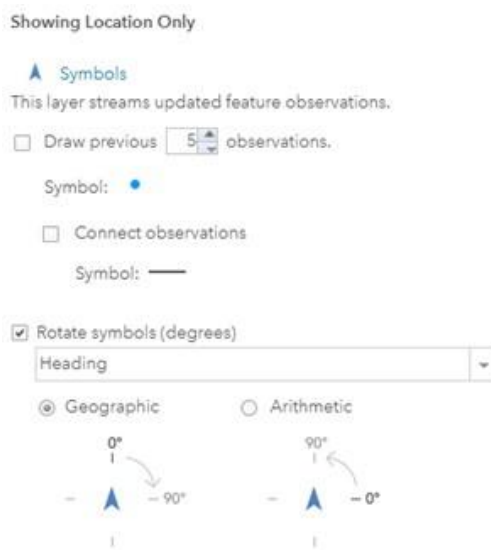 Showing Location Only
Symbols
This layer streams updated feature observations.
Draw previous 5 observations.
Symbol:
Connect observations
Symbol:
Rotate symbols (degrees)
Heading
Geographic Arithmetic
0° 90°
90° 0°